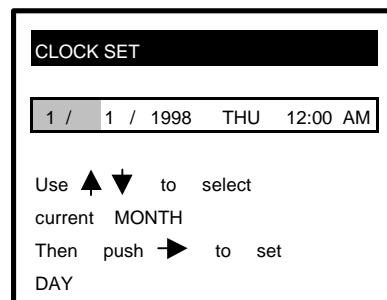 CLOCK SET
1 / 1 / 1998 THU 12:00 AM
Use ▲ ▼ to select
current MONTH
Then push → to set
DAY